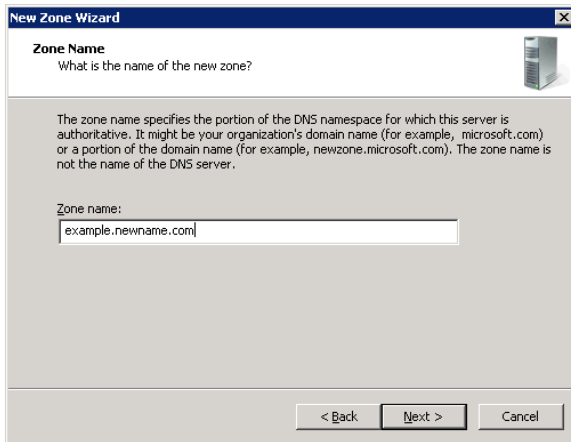 New Zone Wizard
Zone Name
What is the name of the new zone?
The zone name specifies the portion of the DNS namespace for which this server is
authoritative. It might be your organization's domain name (for example, microsoft.com)
or a portion of the domain name (for example, newzone.microsoft.com). The zone name is
not the name of the DNS server.
Zone name:
example.newname.com
< Back Next > Cancel